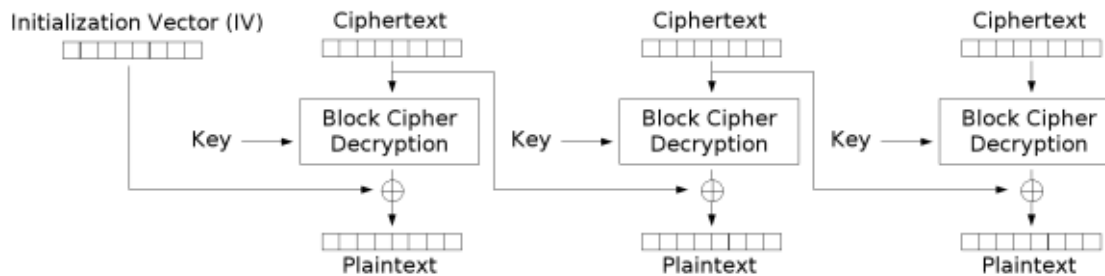 Initialization Vector (IV)
Ciphertext
Ciphertext
Ciphertext
Key
Block Cipher
Decryption
Key
Block Cipher
Decryption
Key
Block Cipher
Decryption
Plaintext
Plaintext
Plaintext